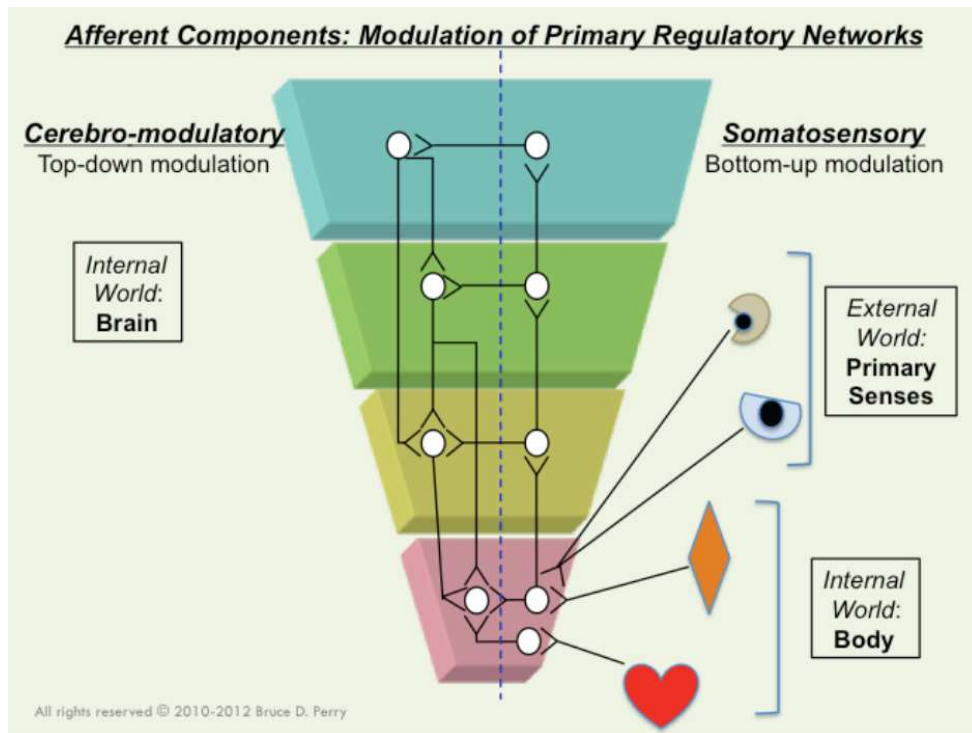 Afferent Components: Modulation of Primary Regulatory Networks
Cerebro-modulatory
Top-down modulation
Somatosensory
Bottom-up modulation
Internal
World:
Brain
External
World:
Primary
Senses
Internal
World:
Body
All rights reserved © 2010-2012 Bruce D. Perry